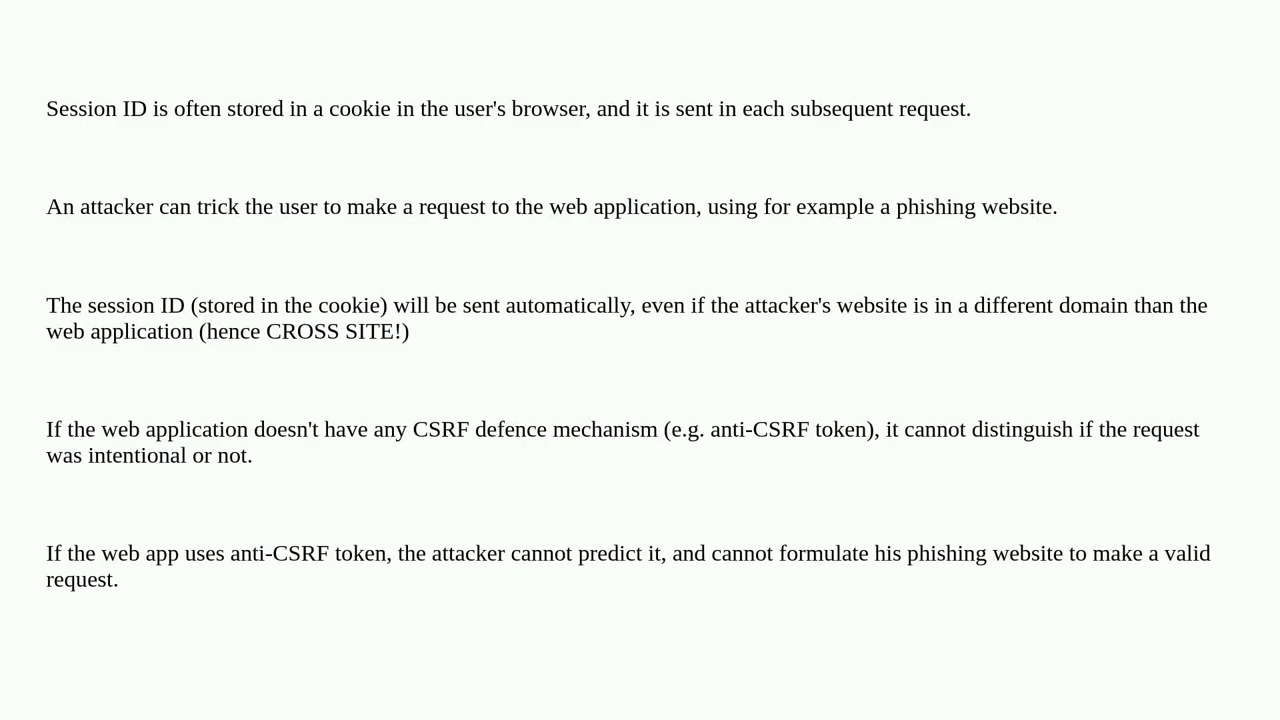 Session ID is often stored in a cookie in the user's browser, and it is sent in each subsequent request.
An attacker can trick the user to make a request to the web application, using for example a phishing website.
The session ID (stored in the cookie) will be sent automatically, even if the attacker's website is in a different domain than the
web application (hence CROSS SITE!)
If the web application doesn't have any CSRF defence mechanism (e.g. anti-CSRF token), it cannot distinguish if the request
was intentional or not.
If the web app uses anti-CSRF token, the attacker cannot predict it, and cannot formulate his phishing website to make a valid
request.